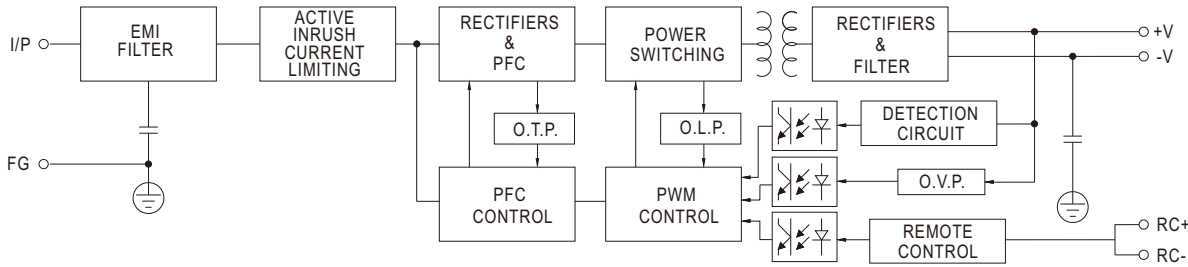 I/P
EMI
FILTER
ACTIVE
INRUSH
CURRENT
LIMITING
RECTIFIERS
&
PFC
POWER
SWITCHING
RECTIFIERS
&
FILTER
+V
-V
O.T.P.
O.L.P.
DETECTION
CIRCUIT
FG
PFC
CONTROL
PWM
CONTROL
O.V.P.
REMOTE
CONTROL
RC+
RC-